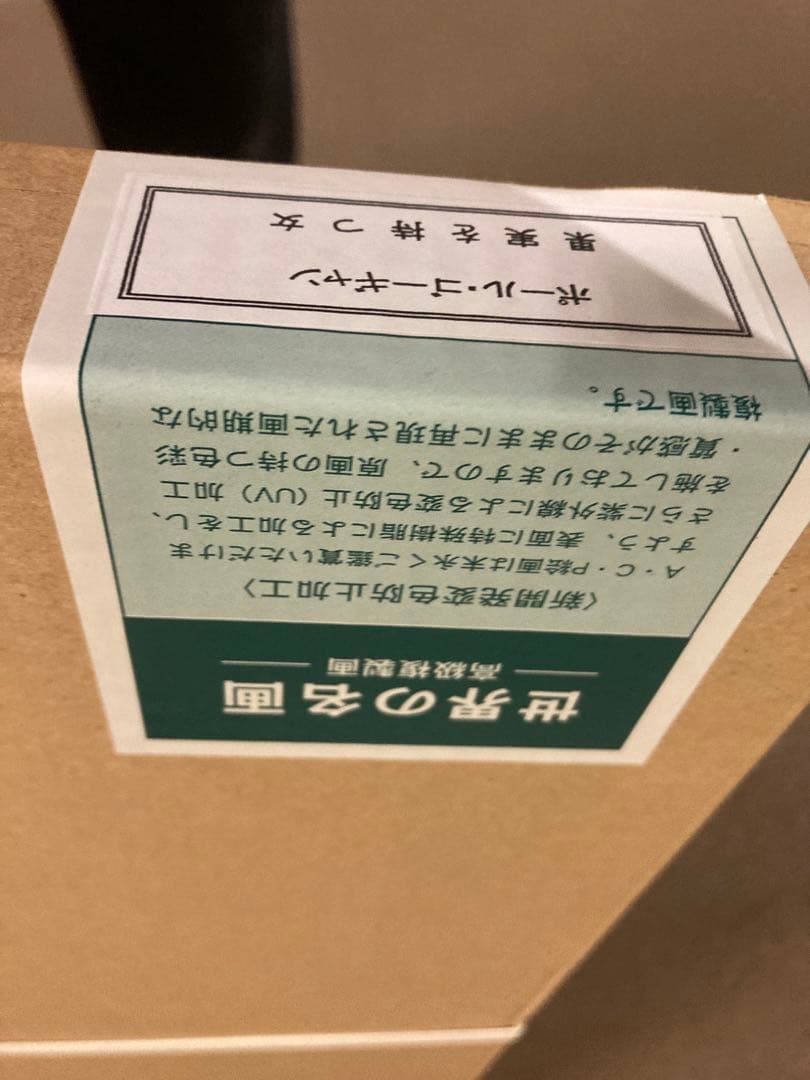 世界の名画
高級複製画
〈新開発変色防止加工〉
A・C・P絵画は末永くご鑑賞いただけま
すよう、表面に特殊樹脂による加工をし、
さらに紫外線による変色防止(UV)加工
を施しておりますので、原画の持つ色彩
・質感がそのままに再現された画期的な
複製画です。
ポール・ゴーギャン
果実を持つ女